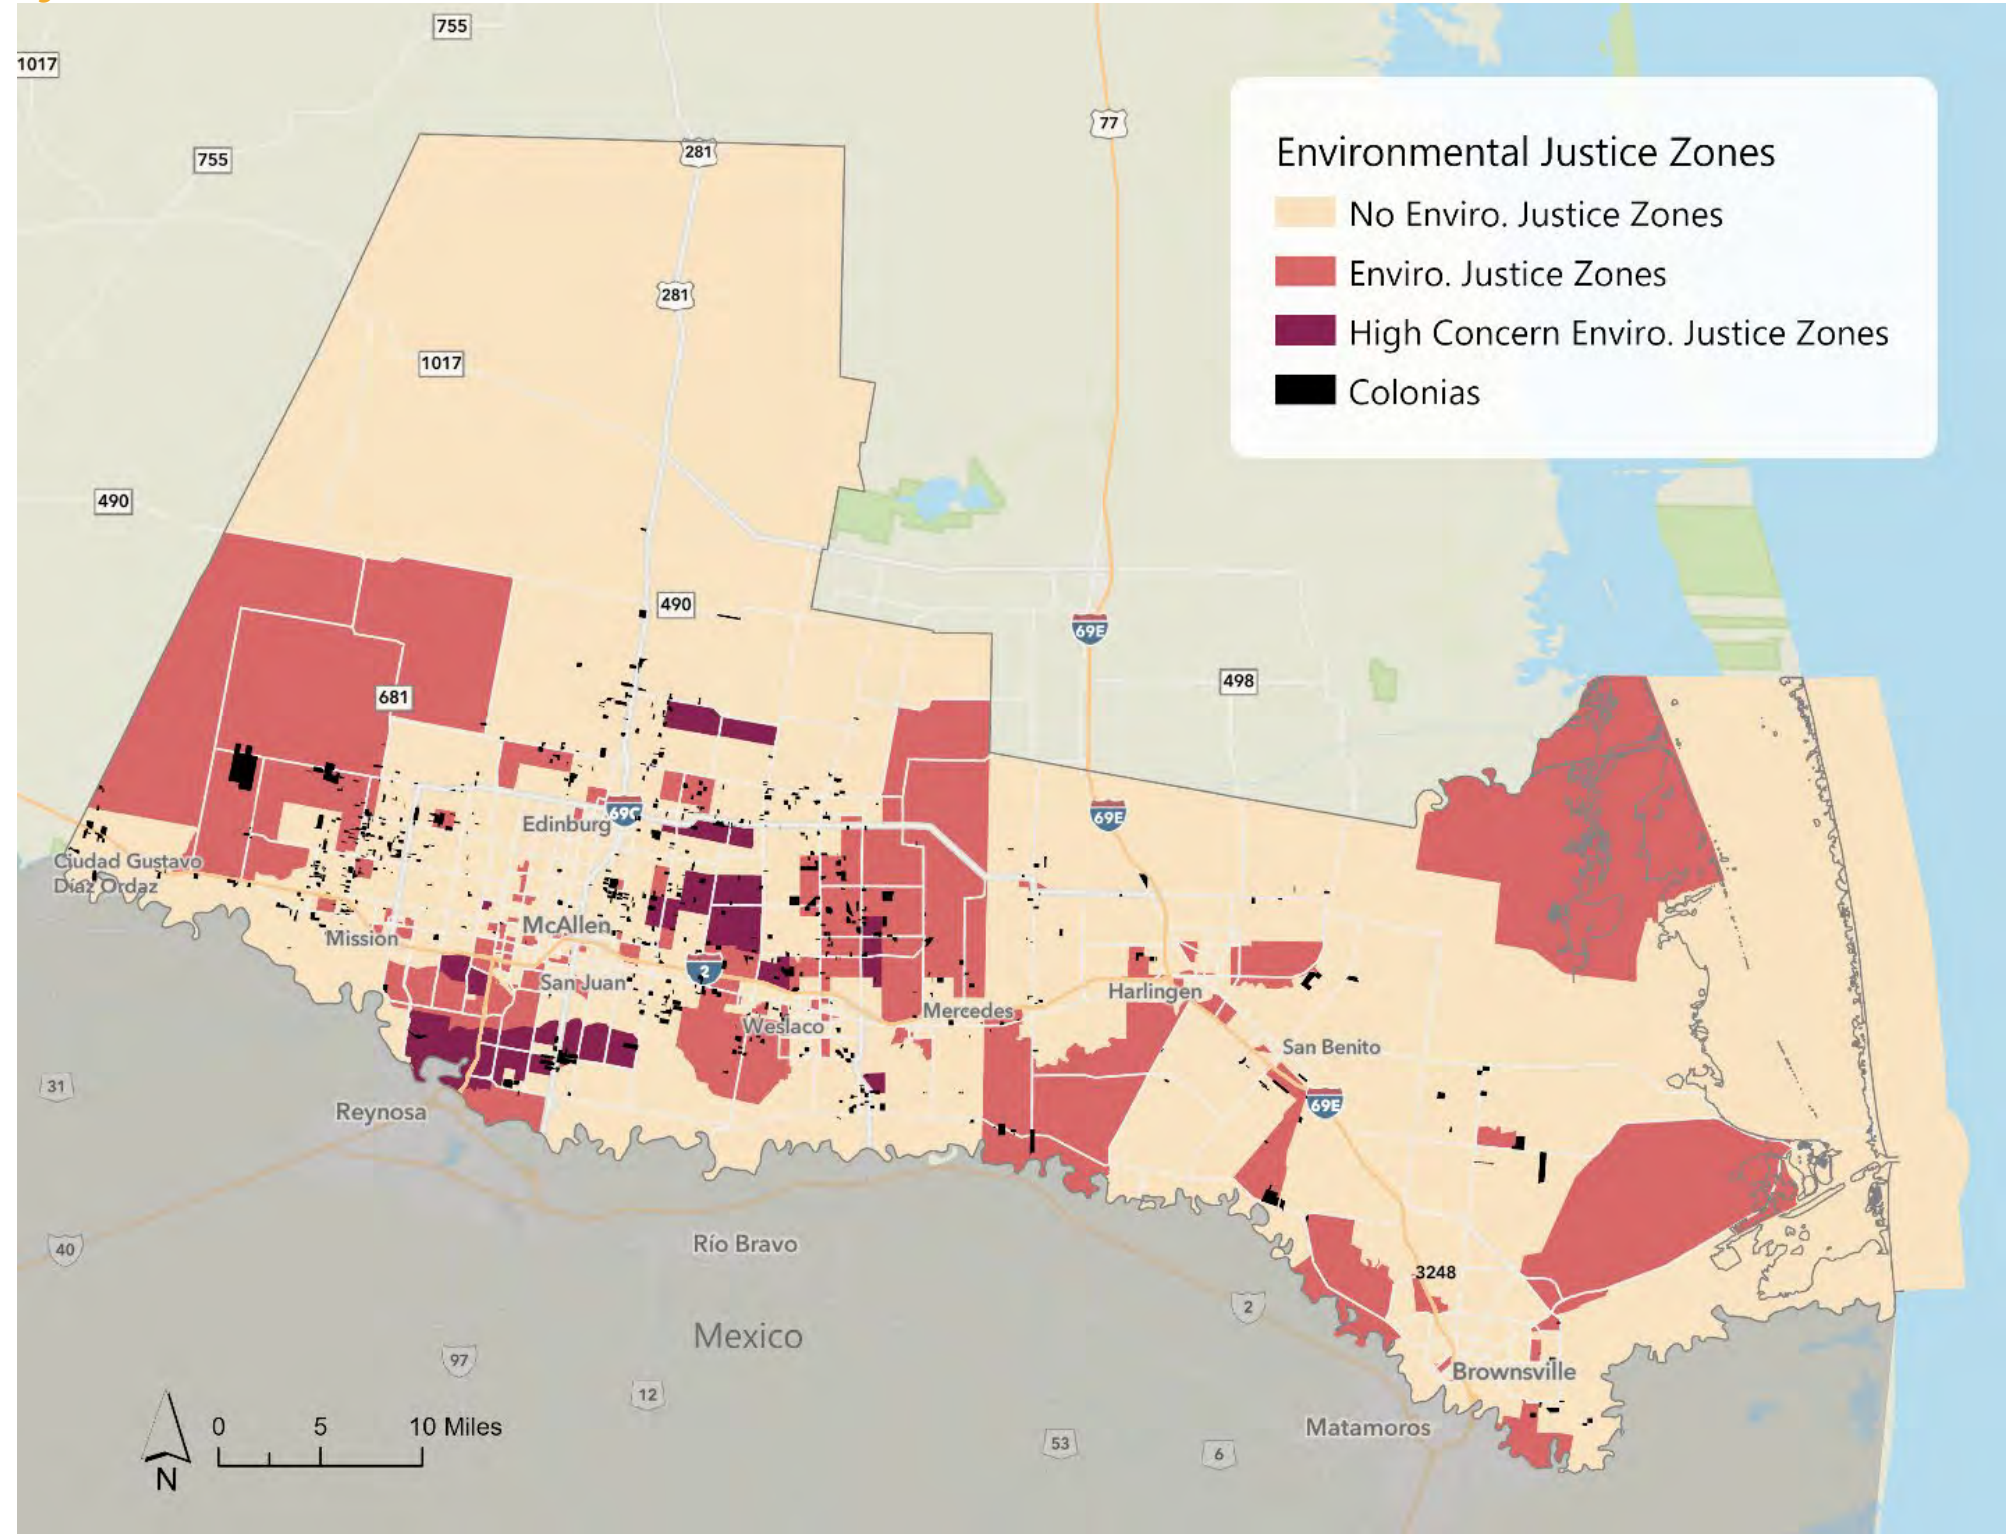 755
1017
77
281
755
Environmental Justice Zones
No Enviro. Justice Zones
Enviro. Justice Zones
High Concern Enviro. Justice Zones
Colonias
281
1017
490
490
69E
498
681
69C
Edinburg
69E
Ciudad Gustavo
Díaz Ordaz
McAllen
Mission
2
San Juan
Harlingen
Mercedes
Weslaco
San Benito
31
69E
Reynosa
40
Río Bravo
3248
2
Mexico
97
Brownsville
12
Matamoros
0 5 10 Miles
53
6
N